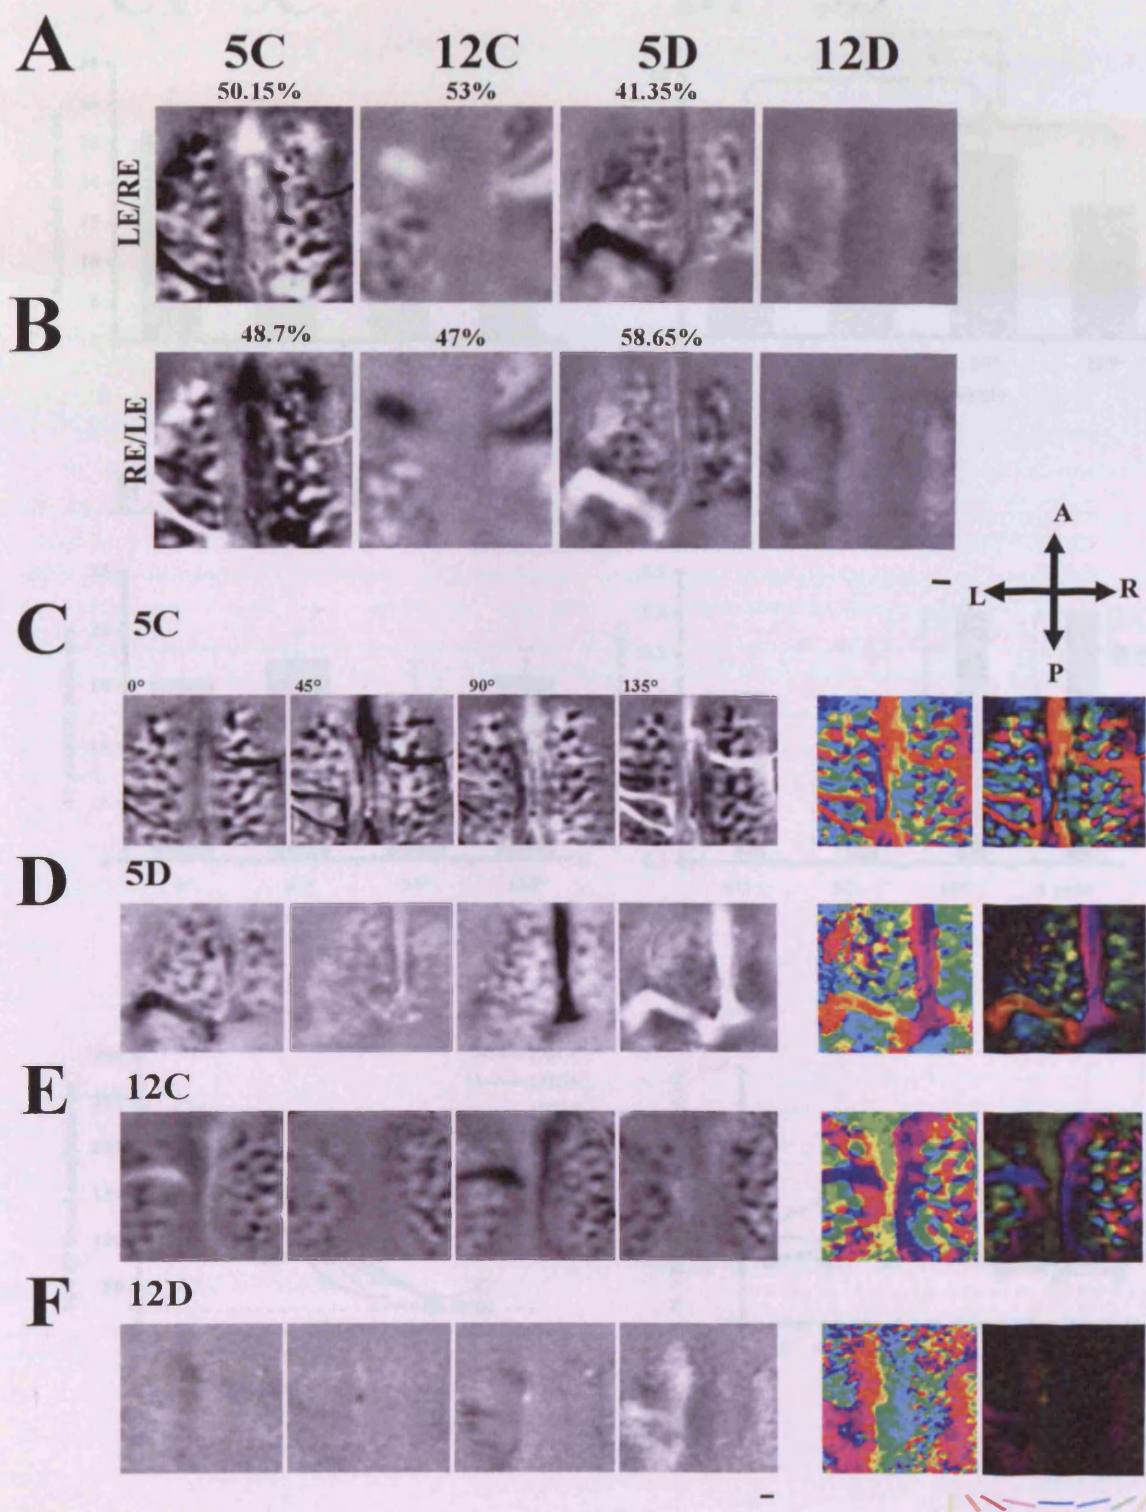 A
5C 12C 5D 12D
50.15% 53% 41.35%
LE/RE
B
48.7% 47% 58.65%
RE/LE
A
L R
P
C 5C
0° 45° 90° 135°
D 5D
E 12C
F 12D